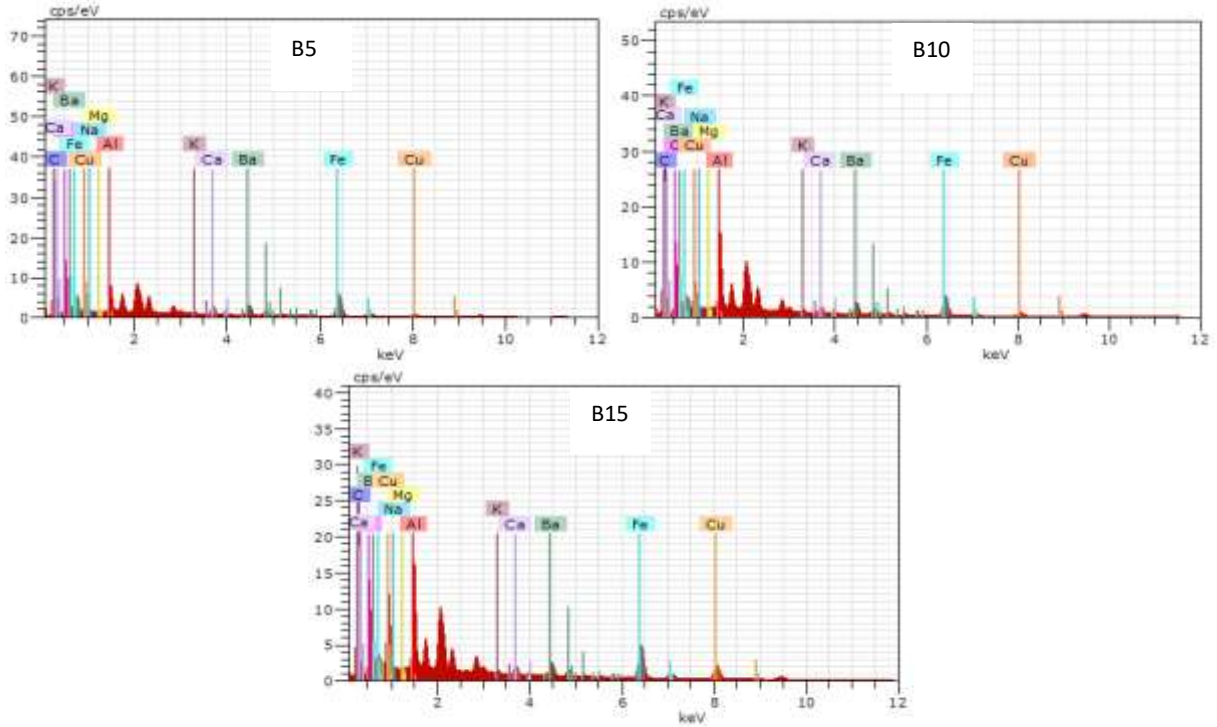 cps/eV
B5
70
60
50
40
30
20
10
0
K
Ba
Ca
Mg
Na
Fe
Al
C
Cu
K
Ca
Ba
Fe
Cu
2
4
6
8
10
12
keV
cps/eV
B10
50
40
30
20
10
0
Fe
K
Ca
Na
Ba
Mg
C
Cu
C
Al
K
Ca
Ba
Fe
Cu
2
4
6
8
10
12
keV
cps/eV
B15
40
35
30
25
20
15
10
5
0
K
Fe
B
Cu
C
Mg
Na
Ca
Al
K
Ca
Ba
Fe
Cu
2
4
6
8
10
12
keV